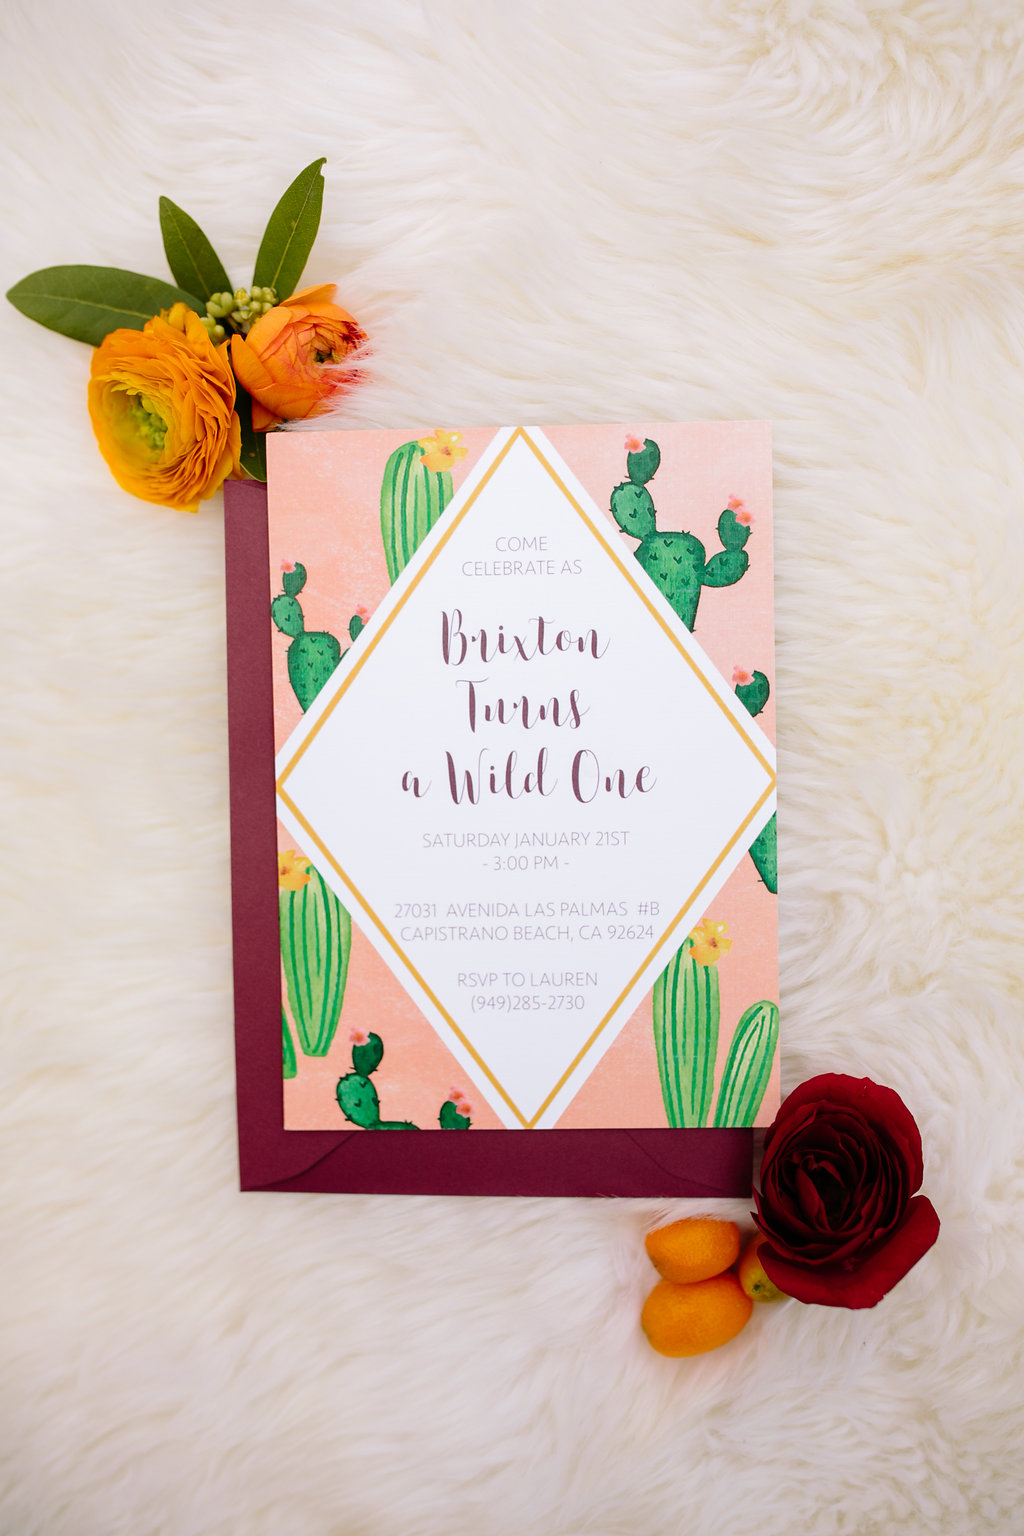 COME
CELEBRATE AS
Brixton
Turns
a Wild One
SATURDAY JANUARY 21ST
- 3:00 PM -
27031 AVENIDA LAS PALMAS #B
CAPISTRANO BEACH, CA 92624
RSVP TO LAUREN
(949)285-2730